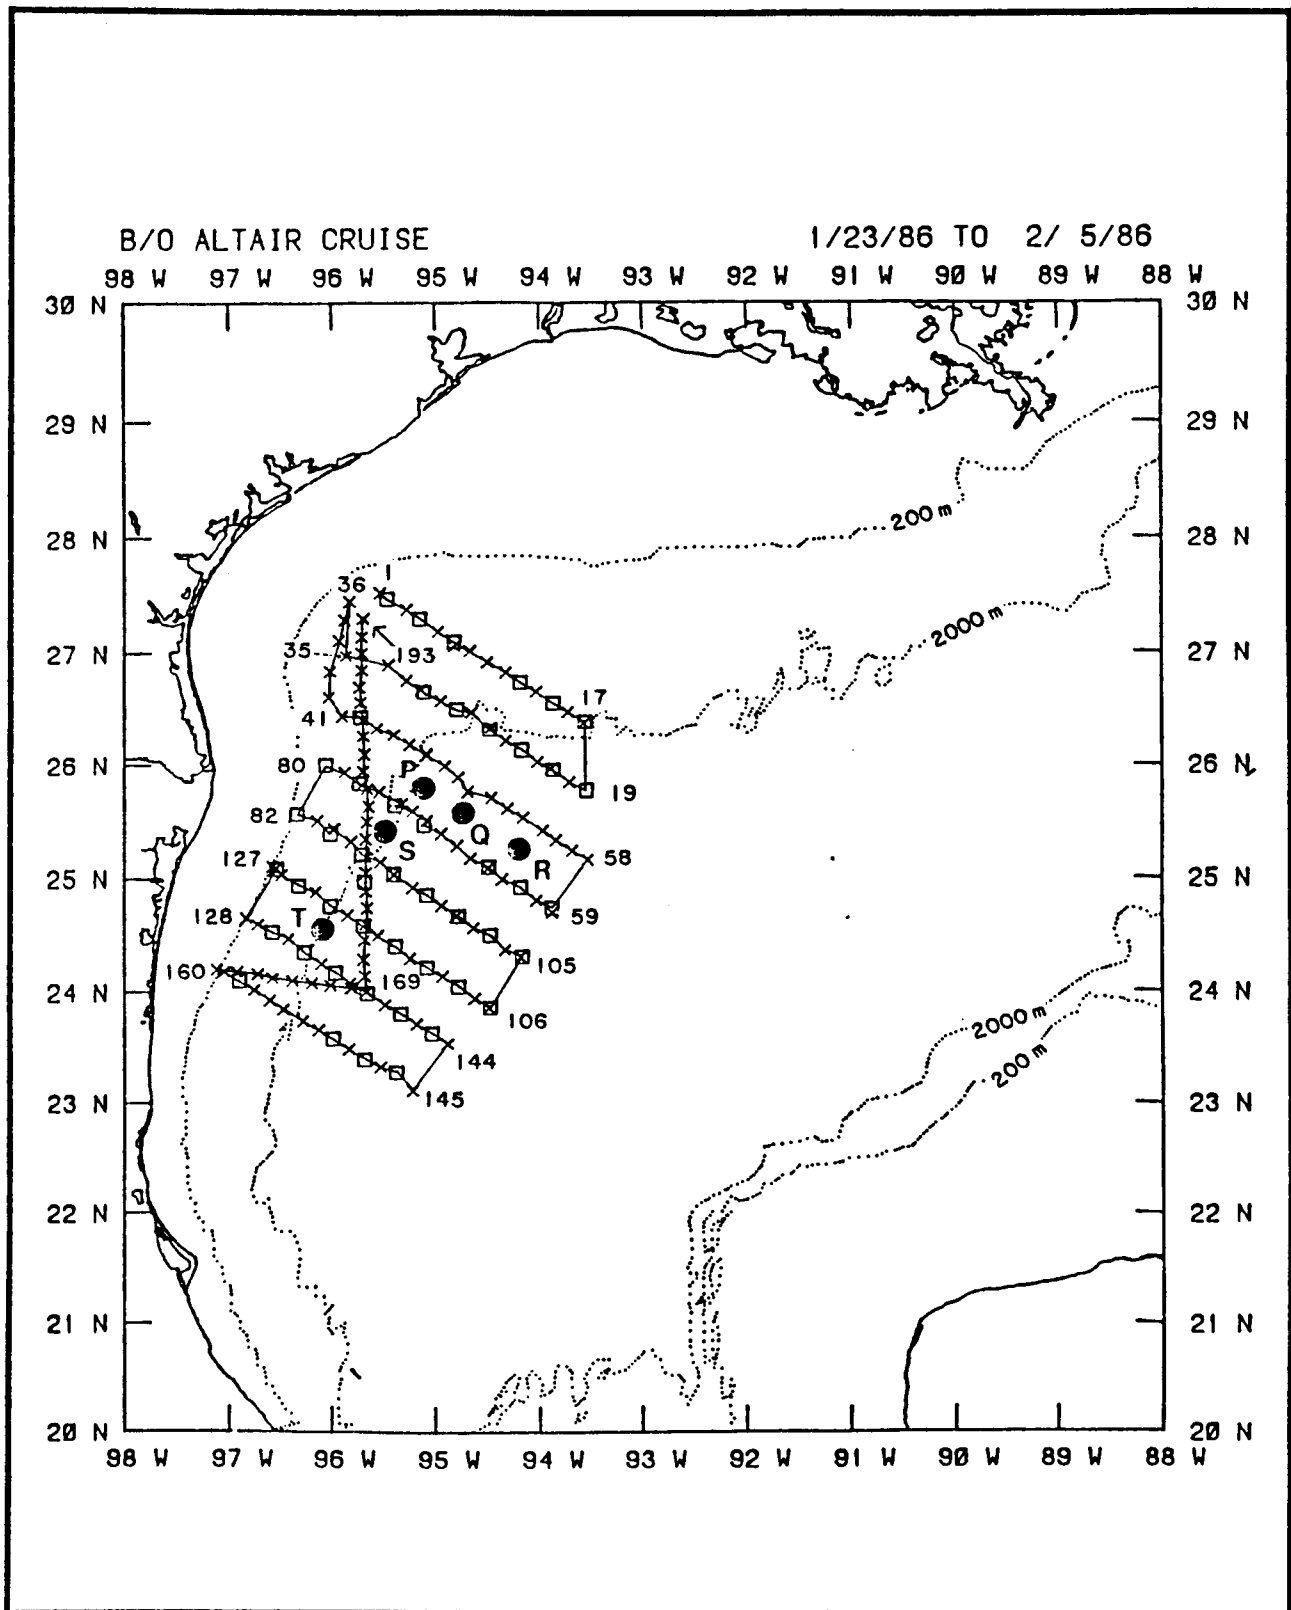 B/O ALTAIR CRUISE 1/23/86 TO 2/ 5/86
98 W 97 W 96 W 95 W 94 W 93 W 92 W 91 W 90 W 89 W 88 W
30 N 30 N
29 N 29 N
200 m
28 N 28 N
36 1
2000 m
27 N 35 193 27 N
17
41
26 N 80 P 26 N
19
82 Q
S R 58
127
25 N 25 N
128 T 59
160 169 105
24 N 24 N
106
2000 m
144 200 m
145
23 N 23 N
22 N 22 N
21 N 21 N
20 N 20 N
98 W 97 W 96 W 95 W 94 W 93 W 92 W 91 W 90 W 89 W 88 W